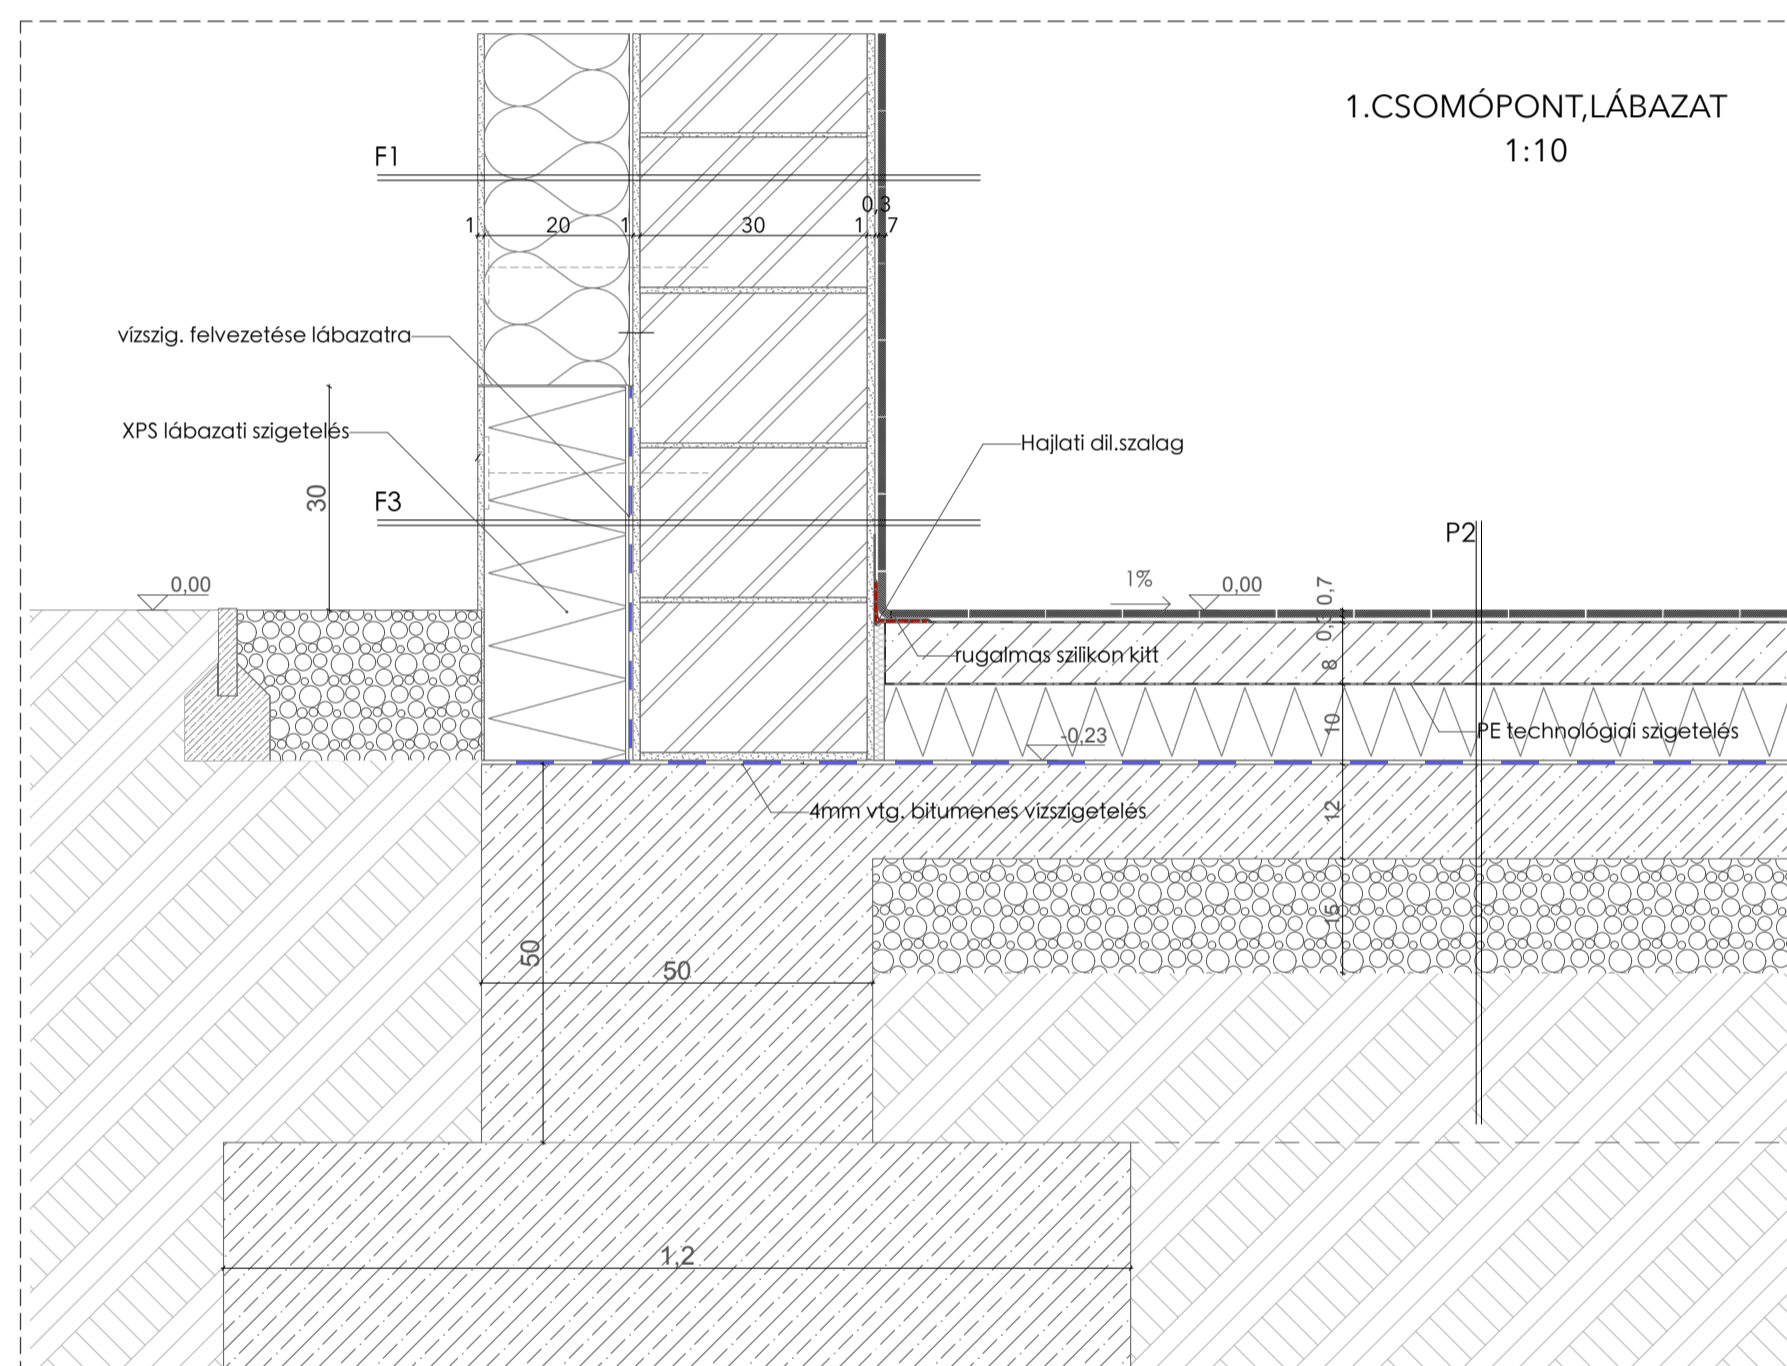 1.CSOMÓPONT,LÁBAZAT
1:10
F1
0,3
1 20 1 30 1 7
vízszig. felvezetése lábazatra
XPS lábazati szigetelés
Hajlati dil.szalag
30
F3
P2
0,00
1%
0,00
0,7
0,3
rugalmas szilikon kitt
8
10
-0,23
PE technológiai szigetelés
4mm vtg. bitumenes vízszigetelés
12
15
50
50
1,2